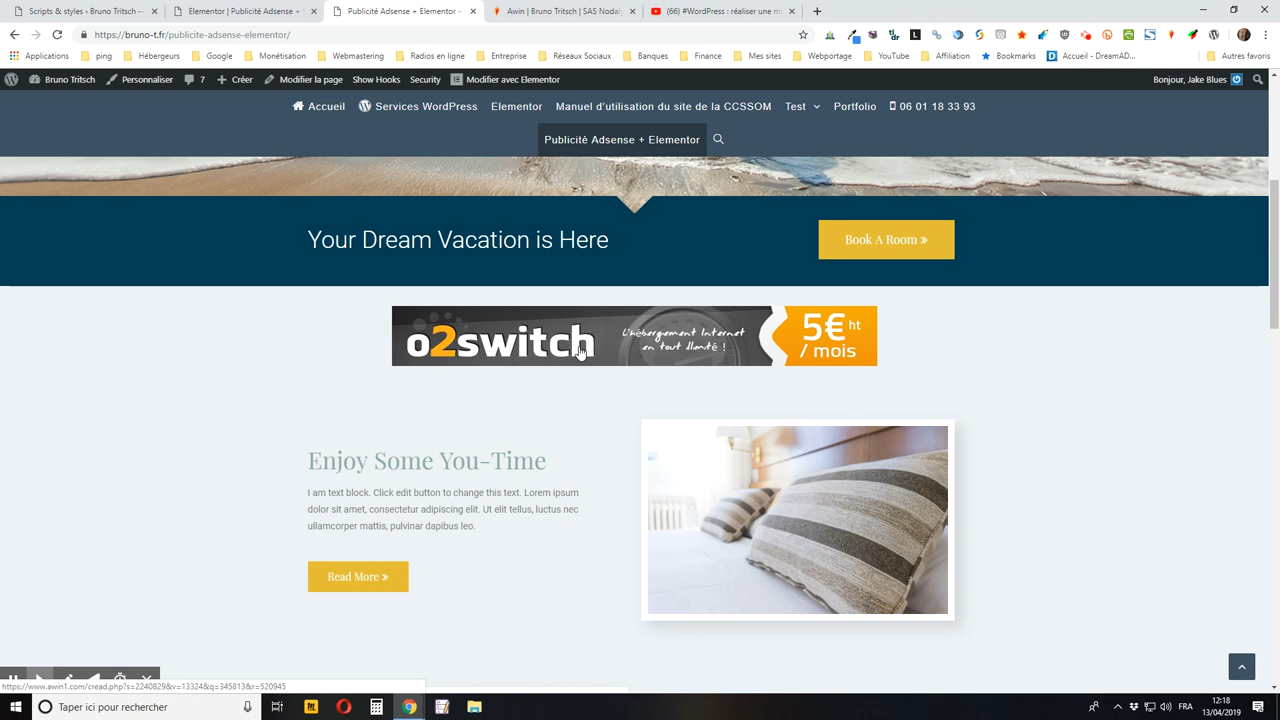 Scripts & styles ‹ Bruno Tritsch —
Elementor | Publicité Adsense +
Publicité Adsense + Elementor –
Awin | Bruno Tritsch | SAS Nodal
(66) #WordPress : réaliser une mi
https://bruno-t.fr/publicite-adsense-elementor/
Applications
ping
Hébergeurs
Google
Monétisation
Webmastering
Radios en ligne
Entreprise
Réseaux Sociaux
Banques
Finance
Mes sites
Webportage
YouTube
Affiliation
Bookmarks
Accueil - DreamAD...
Autres favoris
Bruno Tritsch
Personnaliser
7
Créer
Modifier la page
Show Hooks
Security
Modifier avec Elementor
Bonjour, Jake Blues
Accueil
Services WordPress
Elementor
Manuel d'utilisation du site de la CCSSOM
Test
Portfolio
06 01 18 33 93
Publicité Adsense + Elementor
Your Dream Vacation is Here
Book A Room »
o2switch
L'hébergement Internet
en tout illimité !
5€ ht
/ mois
Enjoy Some You-Time
I am text block. Click edit button to change this text. Lorem ipsum
dolor sit amet, consectetur adipiscing elit. Ut elit tellus, luctus nec
ullamcorper mattis, pulvinar dapibus leo.
Read More »
https://www.awin1.com/cread.php?s=2240829&v=13324&q=345813&r=520945
Taper ici pour rechercher
FRA
12:18
13/04/2019